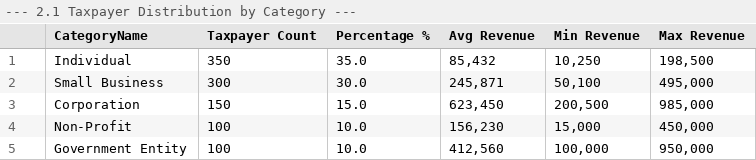 --- 2.1 Taxpayer Distribution by Category ---
CategoryName Taxpayer Count Percentage % Avg Revenue Min Revenue Max Revenue
1 Individual 350 35.0 85,432 10,250 198,500
2 Small Business 300 30.0 245,871 50,100 495,000
3 Corporation 150 15.0 623,450 200,500 985,000
4 Non-Profit 100 10.0 156,230 15,000 450,000
5 Government Entity 100 10.0 412,560 100,000 950,000